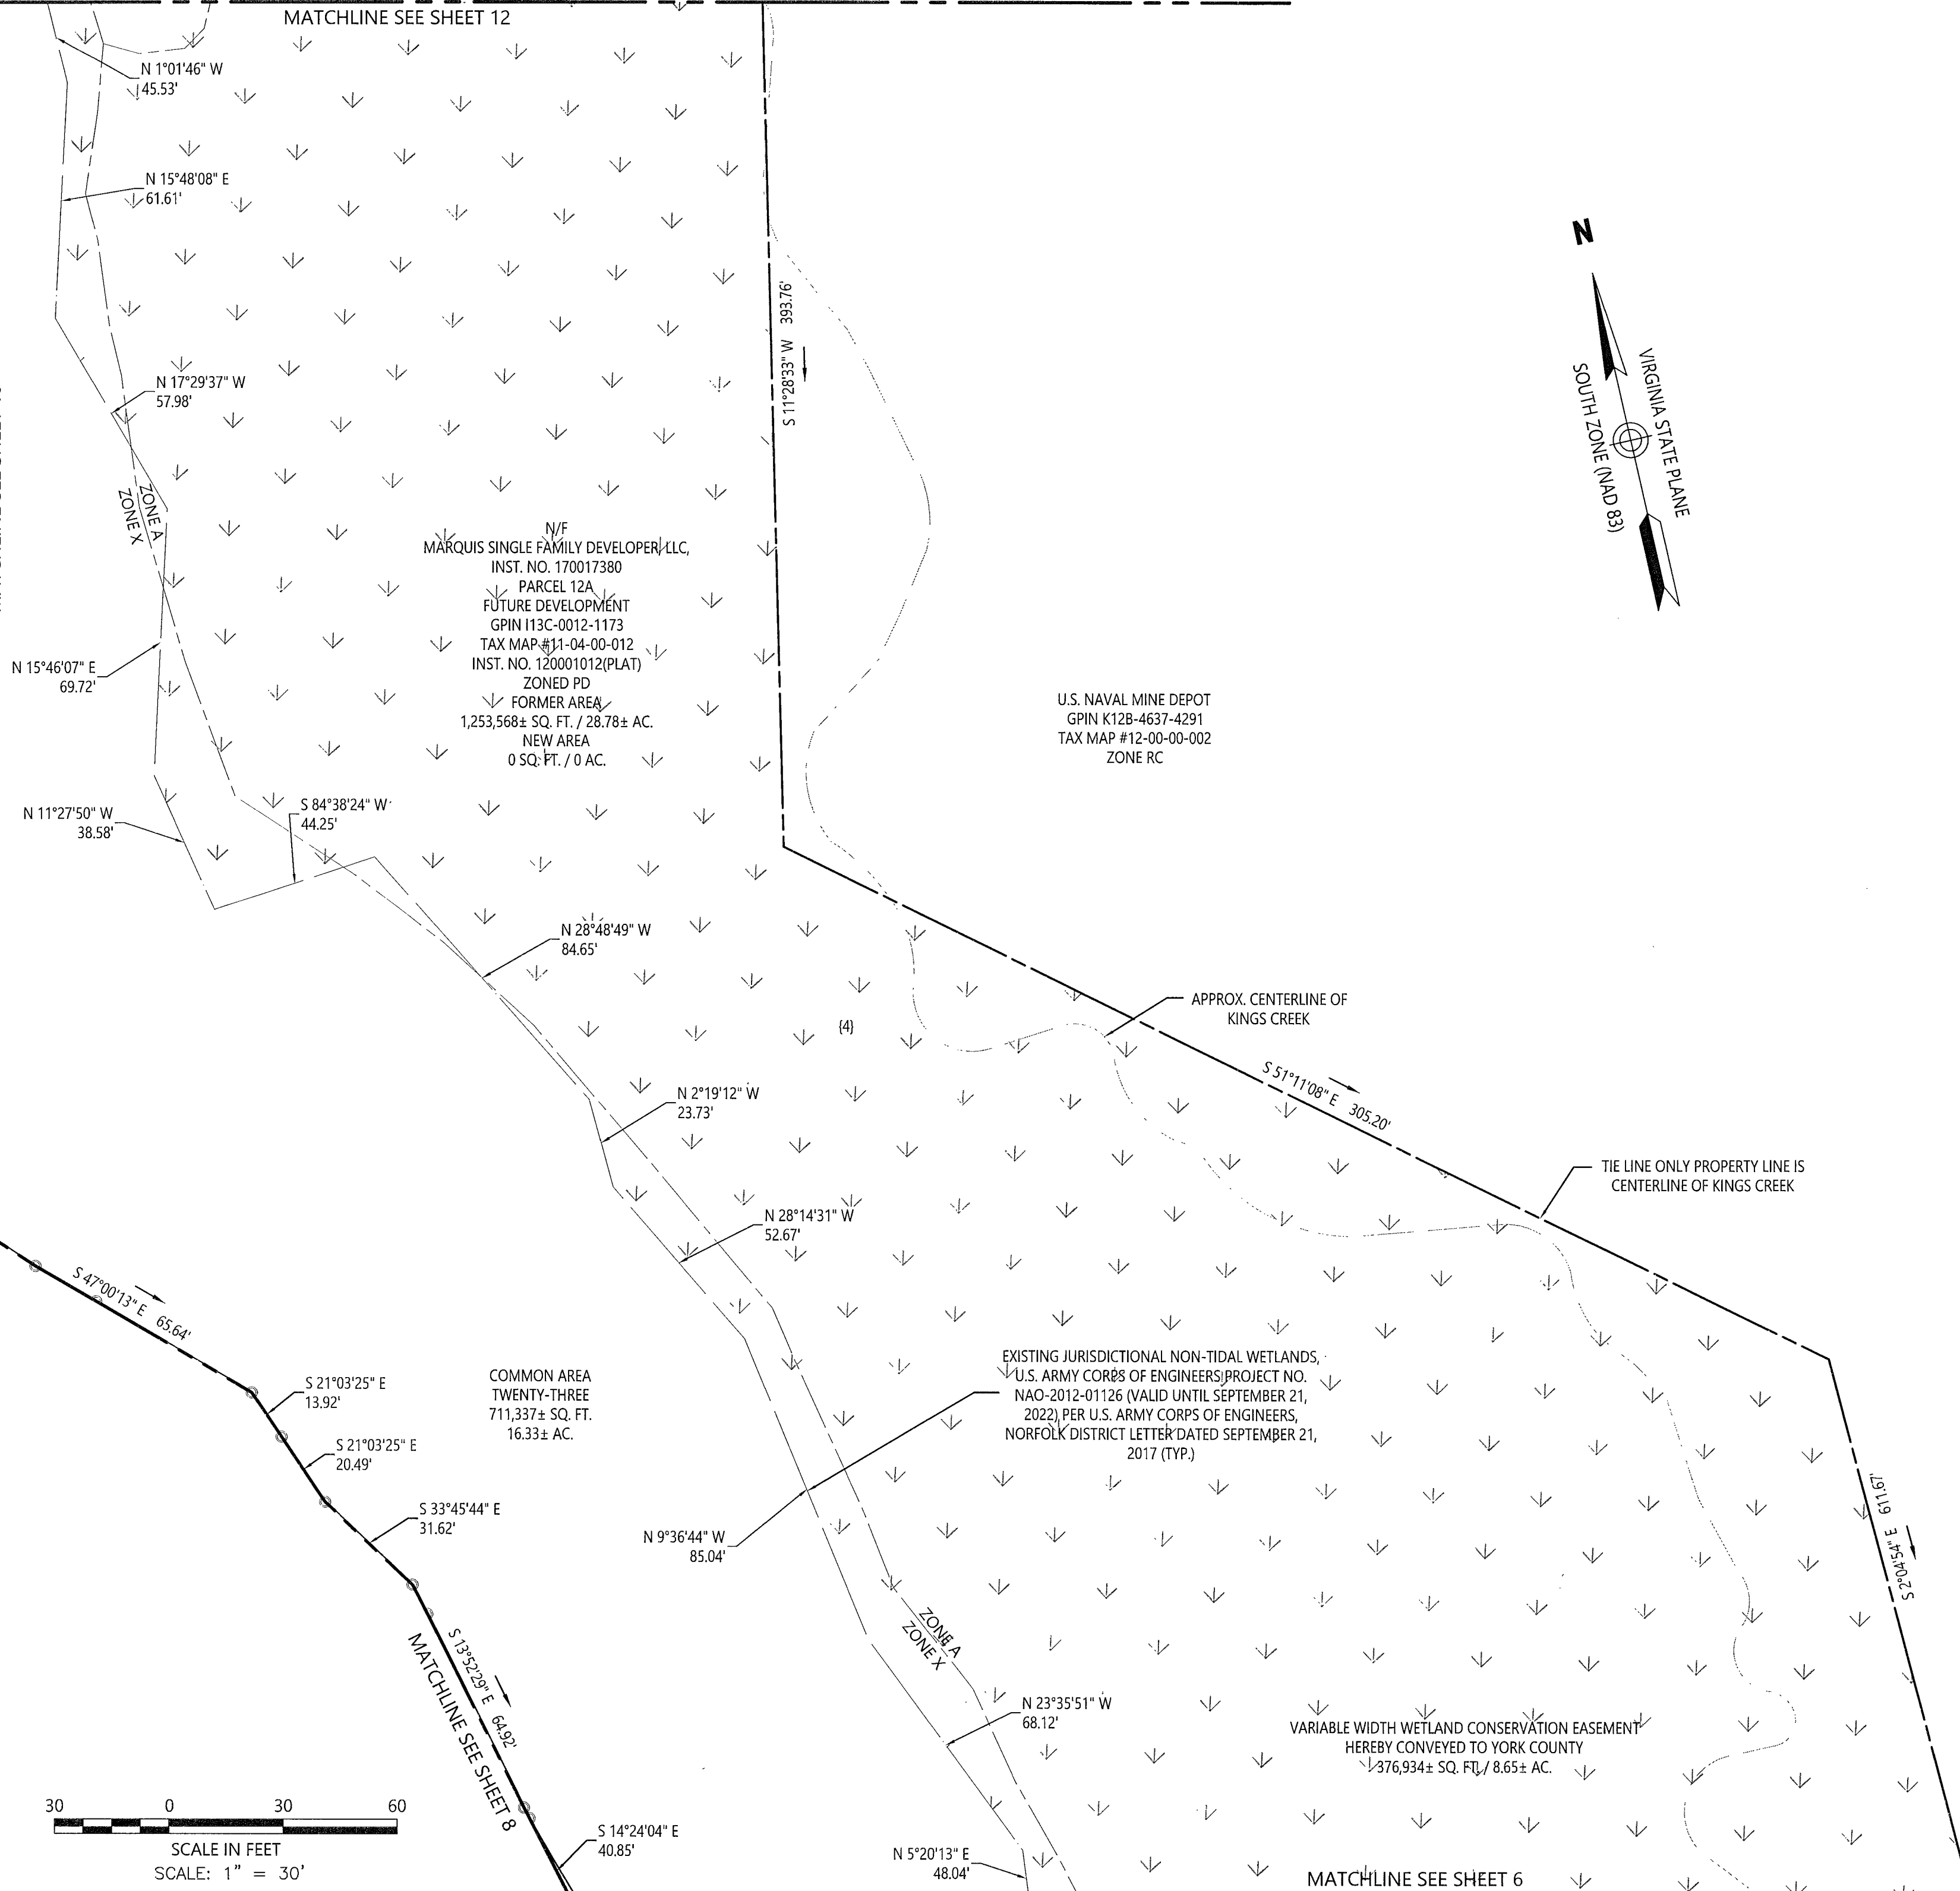 MATCHLINE SEE SHEET 12
N 1°01'46" W
45.53'
N 15°48'08" E
61.61'
N
S 11°28'33" W 393.76'
VIRGINIA STATE PLANE
SOUTH ZONE (NAD 83)
N 17°29'37" W
57.98'
ZONE A
ZONE X
N/F
MARQUIS SINGLE FAMILY DEVELOPER, LLC,
INST. NO. 170017380
PARCEL 12A
FUTURE DEVELOPMENT
GPIN I13C-0012-1173
TAX MAP #11-04-00-012
INST. NO. 120001012(PLAT)
ZONED PD
FORMER AREA
1,253,568± SQ. FT. / 28.78± AC.
NEW AREA
0 SQ. FT. / 0 AC.
N 15°46'07" E
69.72'
U.S. NAVAL MINE DEPOT
GPIN K12B-4637-4291
TAX MAP #12-00-00-002
ZONE RC
N 11°27'50" W
38.58'
S 84°38'24" W
44.25'
N 28°48'49" W
84.65'
{4}
APPROX. CENTERLINE OF
KINGS CREEK
S 51°11'08" E 305.20'
N 2°19'12" W
23.73'
TIE LINE ONLY PROPERTY LINE IS
CENTERLINE OF KINGS CREEK
N 28°14'31" W
52.67'
S 47°00'13" E 65.64'
S 21°03'25" E
13.92'
COMMON AREA
TWENTY-THREE
711,337± SQ. FT.
16.33± AC.
EXISTING JURISDICTIONAL NON-TIDAL WETLANDS,
U.S. ARMY CORPS OF ENGINEERS PROJECT NO.
NAO-2012-01126 (VALID UNTIL SEPTEMBER 21,
2022) PER U.S. ARMY CORPS OF ENGINEERS,
NORFOLK DISTRICT LETTER DATED SEPTEMBER 21,
2017 (TYP.)
S 21°03'25" E
20.49'
S 33°45'44" E
31.62'
N 9°36'44" W
85.04'
S 2°04'54" E 611.67'
ZONE A
ZONE X
S 13°52'29" E 64.92'
MATCHLINE SEE SHEET 8
N 23°35'51" W
68.12'
VARIABLE WIDTH WETLAND CONSERVATION EASEMENT
HEREBY CONVEYED TO YORK COUNTY
376,934± SQ. FT. / 8.65± AC.
30 0 30 60
SCALE IN FEET
SCALE: 1" = 30'
S 14°24'04" E
40.85'
N 5°20'13" E
48.04'
MATCHLINE SEE SHEET 6